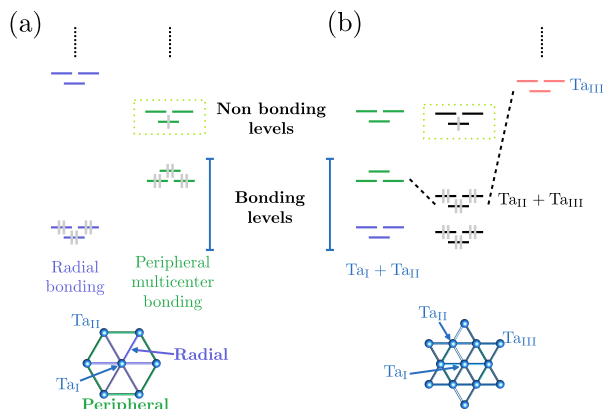 (a)
(b)
Ta_III
Non bonding
levels
Bonding
levels
Ta_II + Ta_III
Radial
bonding
Peripheral
multicenter
bonding
Ta_I + Ta_II
Ta_II
Radial
Ta_I
Peripheral
Ta_II
Ta_III
Ta_I